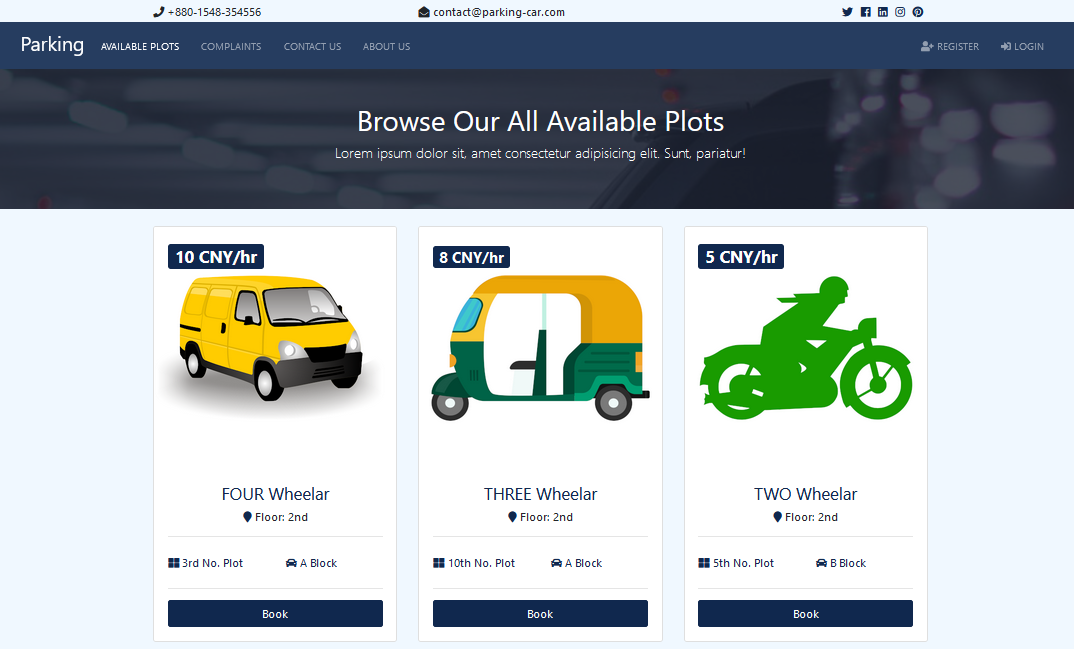 +880-1548-354556 contact@parking-car.com
Parking AVAILABLE PLOTS COMPLAINTS CONTACT US ABOUT US REGISTER LOGIN
Browse Our All Available Plots
Lorem ipsum dolor sit, amet consectetur adipisicing elit. Sunt, pariatur!
10 CNY/hr
FOUR Wheelar
Floor: 2nd
3rd No. Plot A Block
Book
8 CNY/hr
THREE Wheelar
Floor: 2nd
10th No. Plot A Block
Book
5 CNY/hr
TWO Wheelar
Floor: 2nd
5th No. Plot B Block
Book